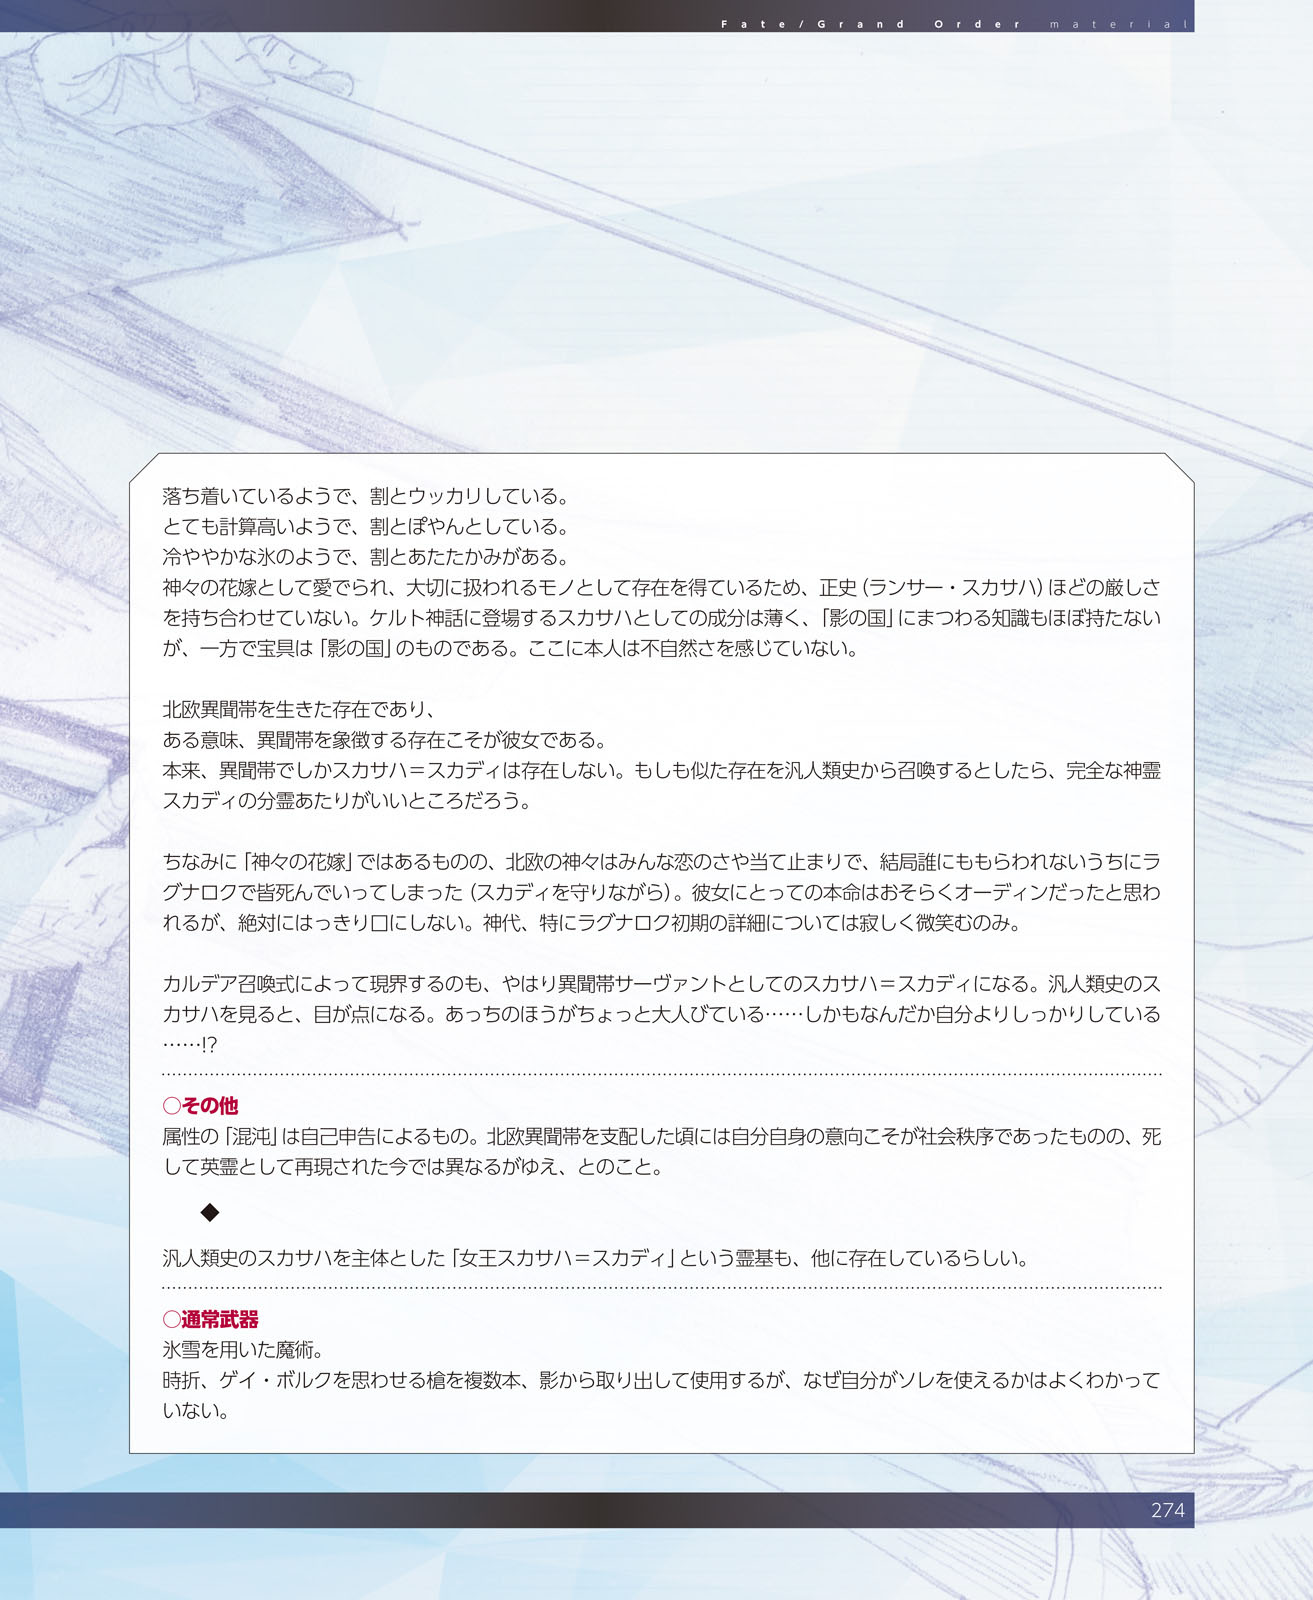 Fate/Grand Order material
落ち着いているようで、割とウッカリしている。
とても計算高いようで、割とぽやんとしている。
冷ややかな氷のようで、割とあたたかみがある。
神々の花嫁として愛でられ、大切に扱われるモノとして存在を得ているため、正史（ランサー・スカサハ）ほどの厳しさ
を持ち合わせていない。ケルト神話に登場するスカサハとしての成分は薄く、「影の国」にまつわる知識もほぼ持たない
が、一方で宝具は「影の国」のものである。ここに本人は不自然さを感じていない。
北欧異聞帯を生きた存在であり、
ある意味、異聞帯を象徴する存在こそが彼女である。
本来、異聞帯でしかスカサハ＝スカディは存在しない。もしも似た存在を汎人類史から召喚するとしたら、完全な神霊
スカディの分霊あたりがいいところだろう。
ちなみに「神々の花嫁」ではあるものの、北欧の神々はみんな恋のさや当て止まりで、結局誰にももらわれないうちにラ
グナロクで皆死んでいってしまった（スカディを守りながら）。彼女にとっての本命はおそらくオーディンだったと思わ
れるが、絶対にはっきり口にしない。神代、特にラグナロク初期の詳細については寂しく微笑むのみ。
カルデア召喚式によって現界するのも、やはり異聞帯サーヴァントとしてのスカサハ＝スカディになる。汎人類史のス
カサハを見ると、目が点になる。あっちのほうがちょっと大人びている……しかもなんだか自分よりしっかりしている
……!?
○その他
属性の「混沌」は自己申告によるもの。北欧異聞帯を支配した頃には自分自身の意向こそが社会秩序であったものの、死
して英霊として再現された今では異なるがゆえ、とのこと。
◆
汎人類史のスカサハを主体とした「女王スカサハ＝スカディ」という霊基も、他に存在しているらしい。
○通常武器
氷雪を用いた魔術。
時折、ゲイ・ボルクを思わせる槍を複数本、影から取り出して使用するが、なぜ自分がソレを使えるかはよくわかって
いない。
274